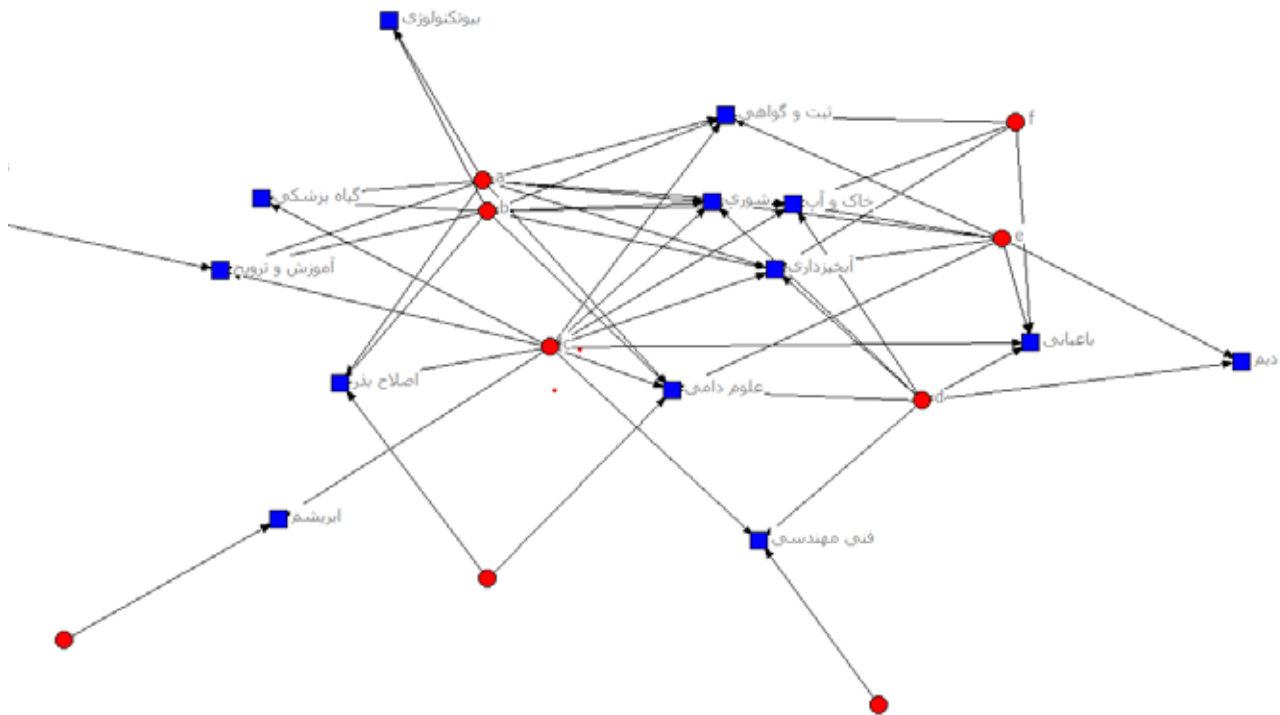 بیوتکنولوژی
ثبت و گواهی
f
a
گیاه پزشکی
شوری
خاک و آب
b
e
آموزش و ترویج
آبخیزداری
c
باغبانی
دیم
اصلاح بذر
علوم دامی
d
ابریشم
فنی مهندسی